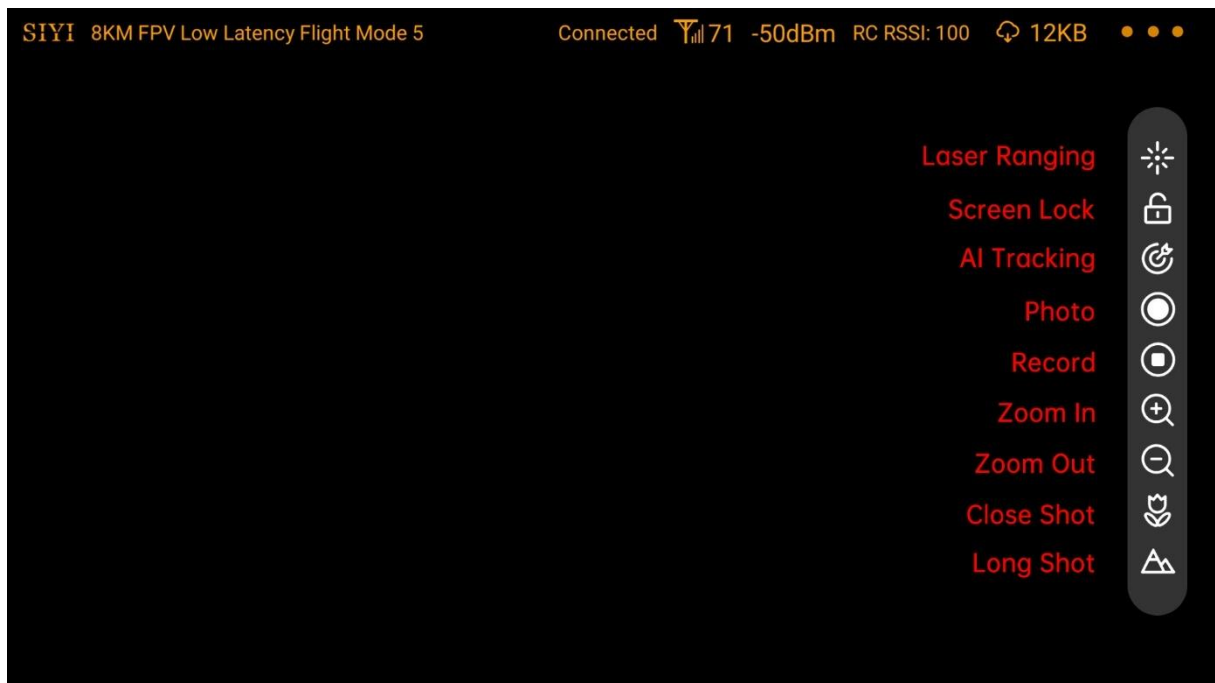 SIYI 8KM FPV Low Latency Flight Mode 5 Connected 71 -50dBm RC RSSI: 100 12KB
Laser Ranging
Screen Lock
AI Tracking
Photo
Record
Zoom In
Zoom Out
Close Shot
Long Shot